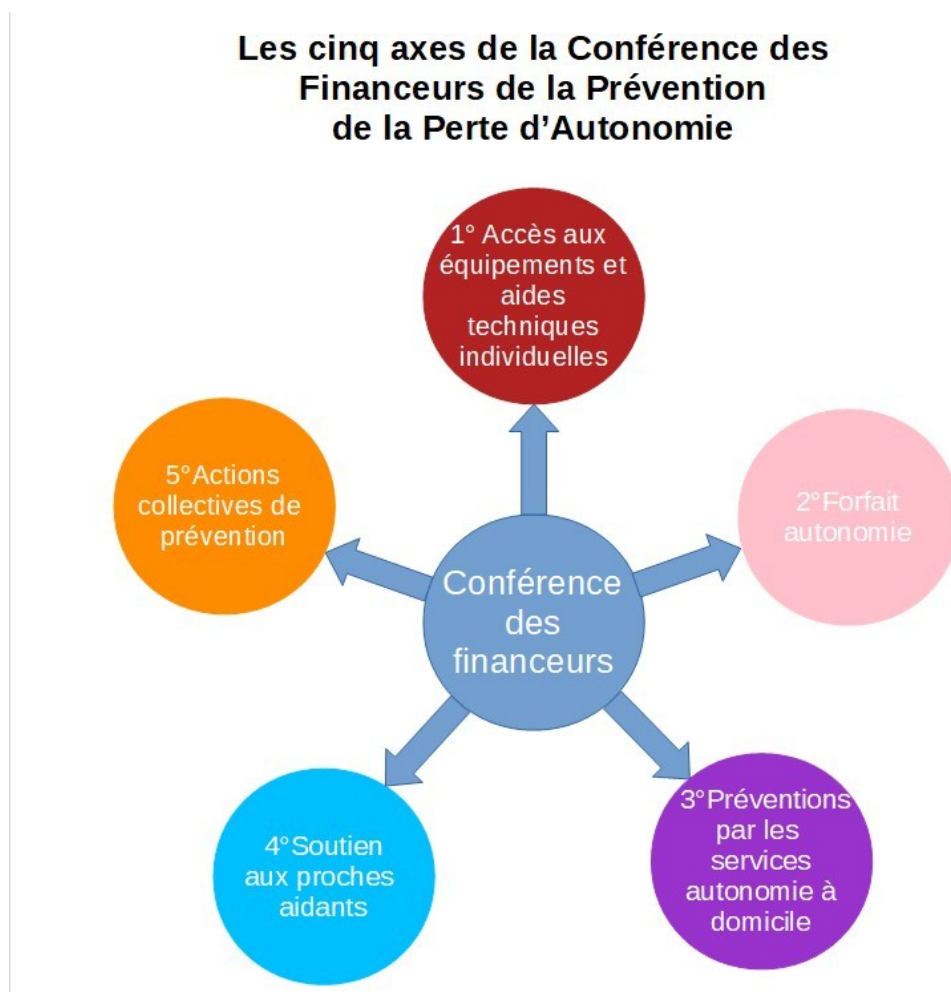 Les cinq axes de la Conférence des
Financeurs de la Prévention
de la Perte d’Autonomie
1° Accès aux
équipements et
aides
techniques
individuelles
5°Actions
collectives de
prévention
2°Forfait
autonomie
Conférence
des
financeurs
4°Soutien
aux proches
aidants
3°Préventions
par les
services
autonomie à
domicile